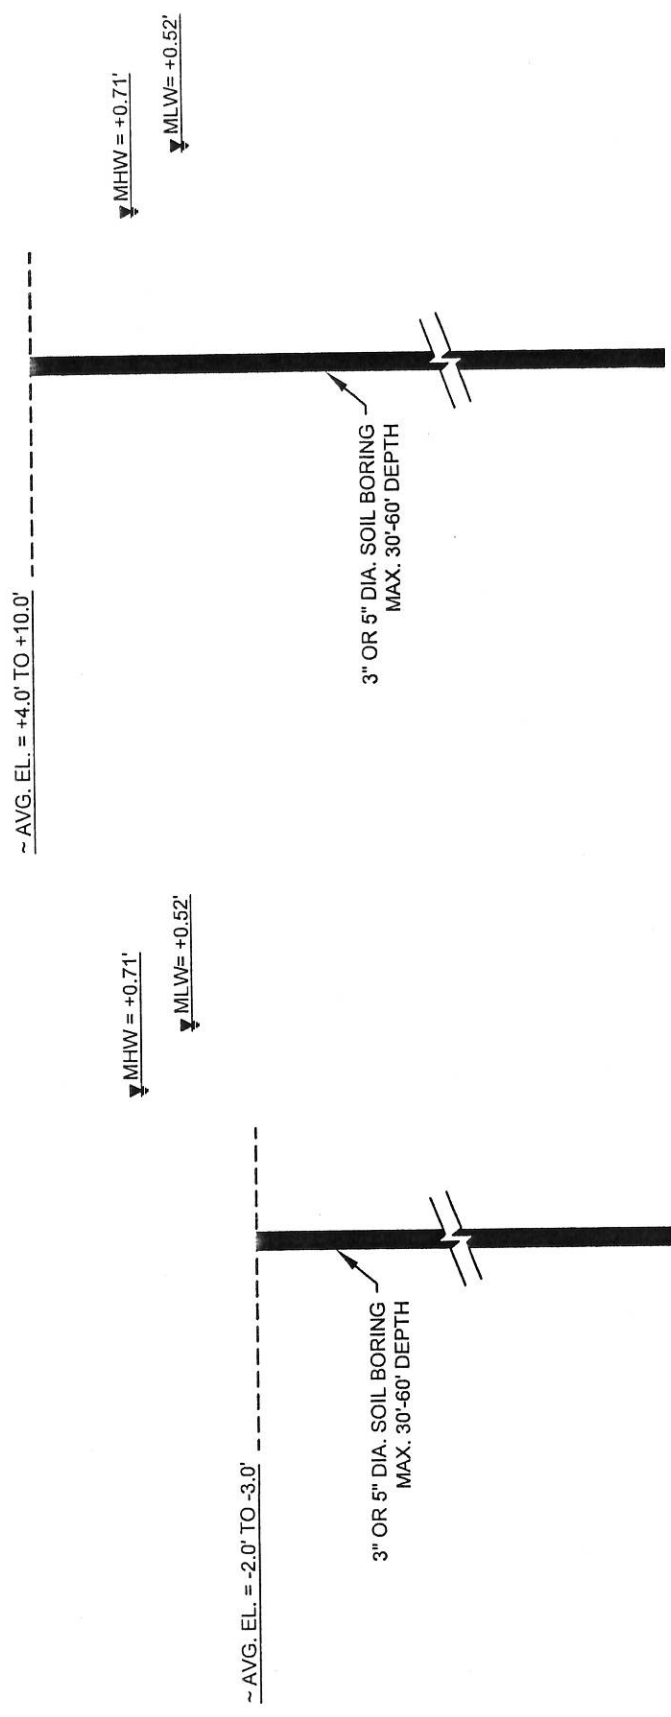 ~ AVG. EL. = -2.0' TO -3.0'
MHW = +0.71'
MLW= +0.52'
3" OR 5" DIA. SOIL BORING
MAX. 30'-60' DEPTH
~ AVG. EL. = +4.0' TO +10.0'
MHW = +0.71'
MLW= +0.52'
3" OR 5" DIA. SOIL BORING
MAX. 30'-60' DEPTH